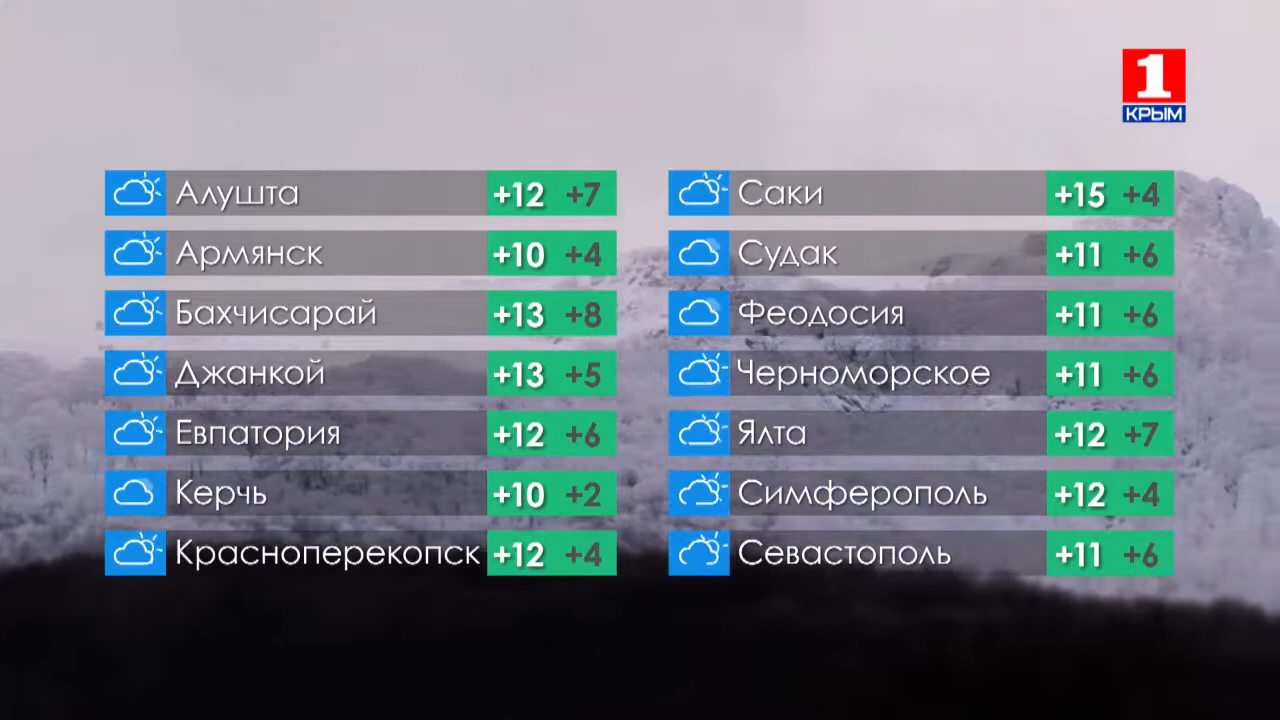 1
КРЫМ
Алушта +12 +7
Армянск +10 +4
Бахчисарай +13 +8
Джанкой +13 +5
Евпатория +12 +6
Керчь +10 +2
Красноперекопск +12 +4
Саки +15 +4
Судак +11 +6
Феодосия +11 +6
Черноморское +11 +6
Ялта +12 +7
Симферополь +12 +4
Севастополь +11 +6